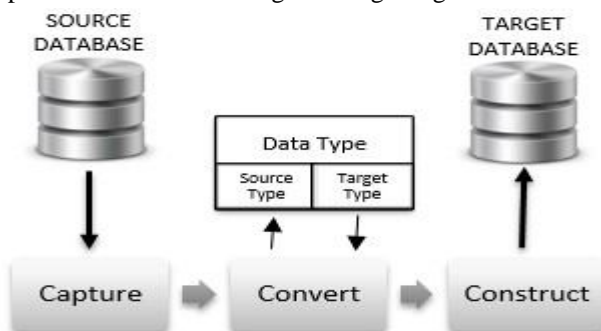 SOURCE
DATABASE
TARGET
DATABASE
Data Type
Source
Type
Target
Type
Capture
Convert
Construct